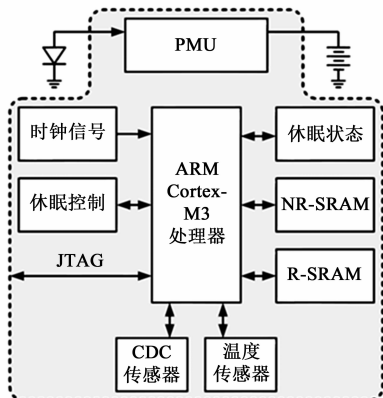 PMU
时钟信号
ARM
Cortex-
M3
处理器
休眠状态
休眠控制
NR-SRAM
JTAG
R-SRAM
CDC
传感器
温度
传感器